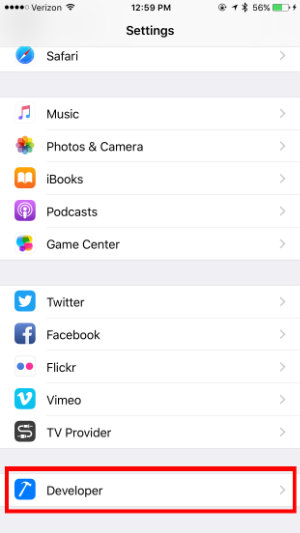 Verizon 12:59 PM 56%
Settings
Safari
Music
Photos & Camera
iBooks
Podcasts
Game Center
Twitter
Facebook
Flickr
Vimeo
TV Provider
Developer